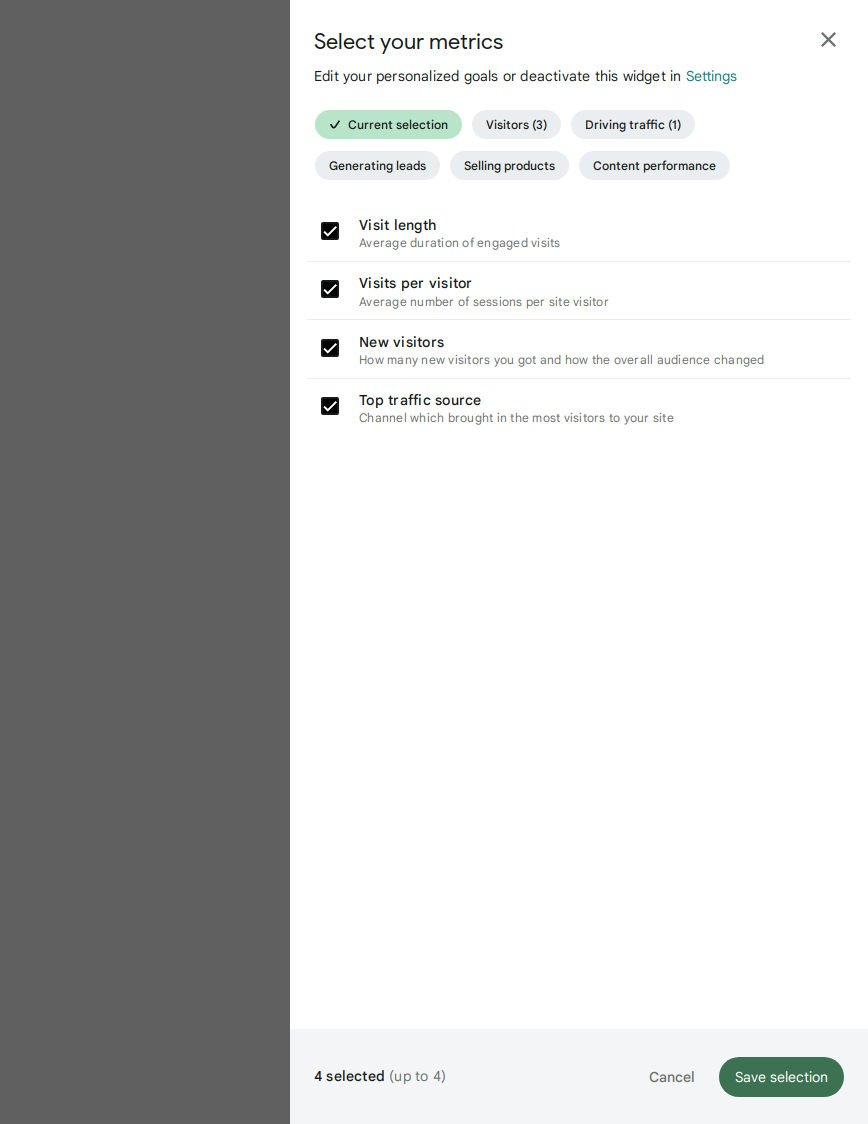 Select your metrics
Edit your personalized goals or deactivate this widget in Settings
Current selection
Visitors (3)
Driving traffic (1)
Generating leads
Selling products
Content performance
Visit length
Average duration of engaged visits
Visits per visitor
Average number of sessions per site visitor
New visitors
How many new visitors you got and how the overall audience changed
Top traffic source
Channel which brought in the most visitors to your site
4 selected (up to 4)
Cancel
Save selection